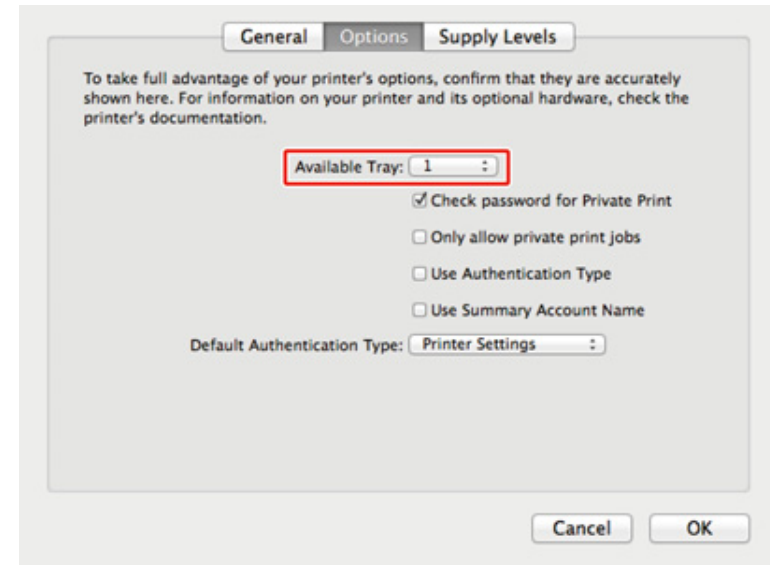 General Options Supply Levels
To take full advantage of your printer's options, confirm that they are accurately
shown here. For information on your printer and its optional hardware, check the
printer's documentation.
Available Tray: 1
Check password for Private Print
Only allow private print jobs
Use Authentication Type
Use Summary Account Name
Default Authentication Type: Printer Settings
Cancel OK